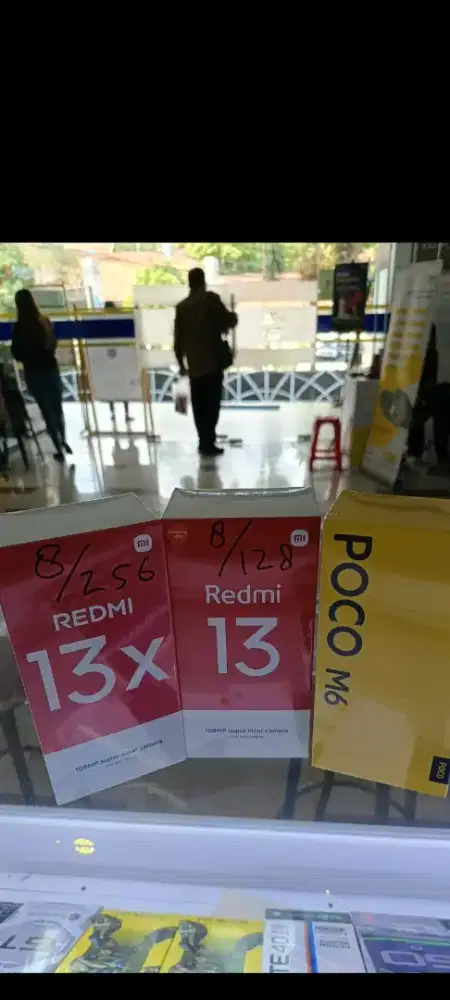 8/256
mi
REDMI
13x
108MP super-clear camera
8/128
mi
Redmi
13
108MP super-clear camera
POCO M6
POCO